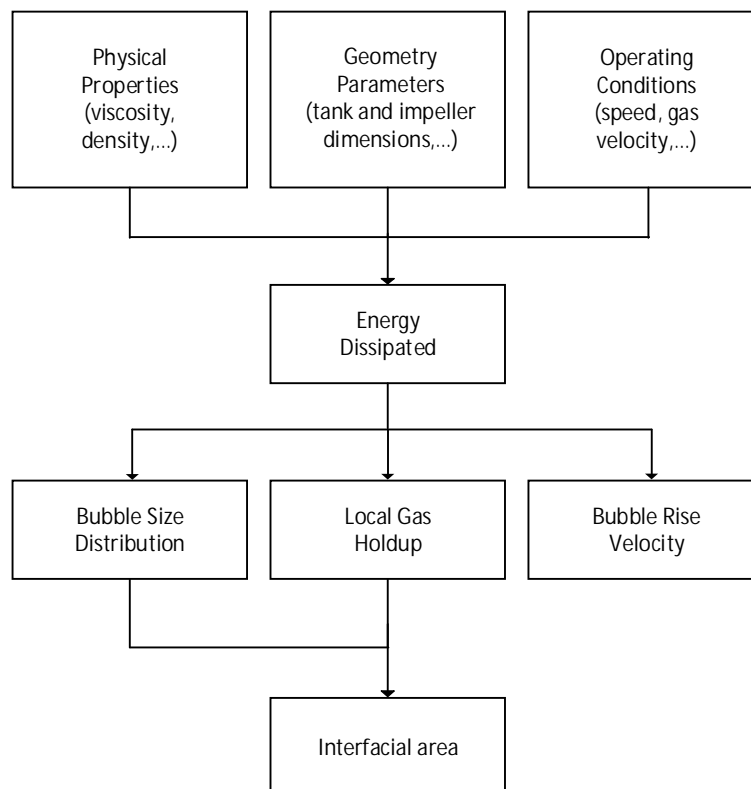 Physical
Properties
(viscosity,
density,...)
Geometry
Parameters
(tank and impeller
dimensions,...)
Operating
Conditions
(speed, gas
velocity,...)
Energy
Dissipated
Bubble Size
Distribution
Local Gas
Holdup
Bubble Rise
Velocity
Interfacial area